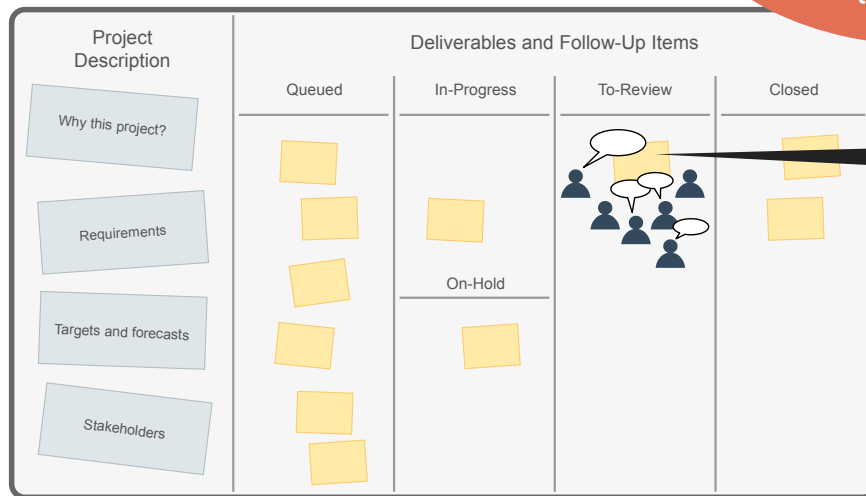 Project
Description
Deliverables and Follow-Up Items
Queued
In-Progress
To-Review
Closed
Why this project?
Requirements
On-Hold
Targets and forecasts
Stakeholders